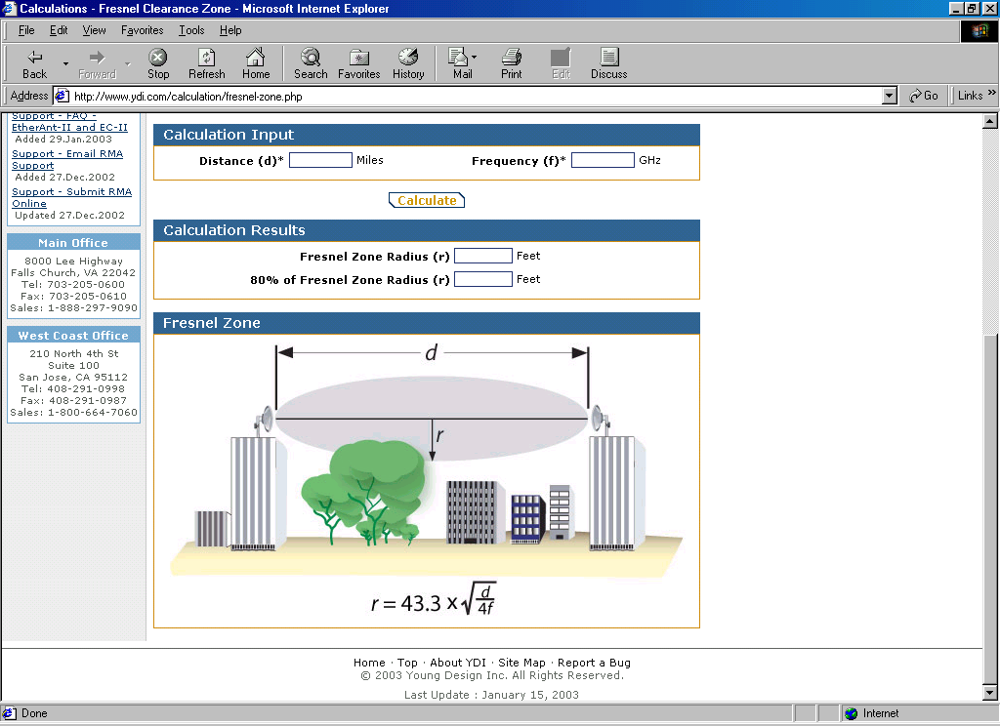 Calculations - Fresnel Clearance Zone - Microsoft Internet Explorer
File Edit View Favorites Tools Help
Back Forward Stop Refresh Home Search Favorites History Mail Print Edit Discuss
Address http://www.ydi.com/calculation/fresnel-zone.php Go Links »
Support - FAQ -
EtherAnt-II and EC-II
Added 29.Jan.2003
Support - Email RMA
Support
Added 27.Dec.2002
Support - Submit RMA
Online
Updated 27.Dec.2002
Main Office
8000 Lee Highway
Falls Church, VA 22042
Tel: 703-205-0600
Fax: 703-205-0610
Sales: 1-888-297-9090
West Coast Office
210 North 4th St
Suite 100
San Jose, CA 95112
Tel: 408-291-0998
Fax: 408-291-0987
Sales: 1-800-664-7060
Calculation Input
Distance (d)* Miles Frequency (f)* GHz
Calculate
Calculation Results
Fresnel Zone Radius (r) Feet
80% of Fresnel Zone Radius (r) Feet
Fresnel Zone
d
r
r = 43.3 x √(d/4f)
Home · Top · About YDI · Site Map · Report a Bug
© 2003 Young Design Inc. All Rights Reserved.
Last Update : January 15, 2003
Done Internet